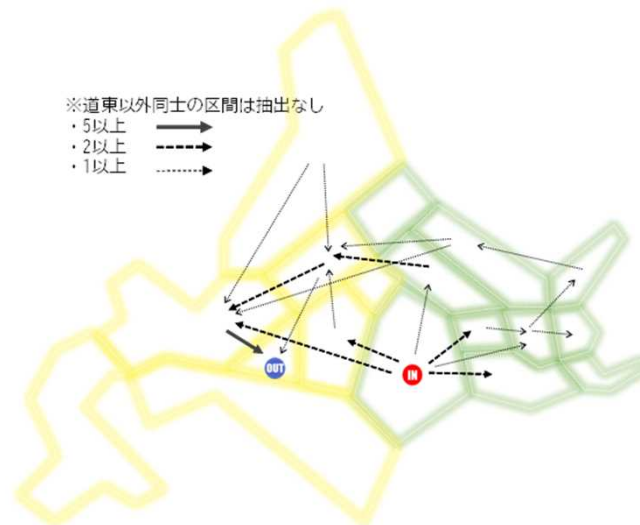 ※道東以外同士の区間は抽出なし
・5以上
・2以上
・1以上
OUT
IN